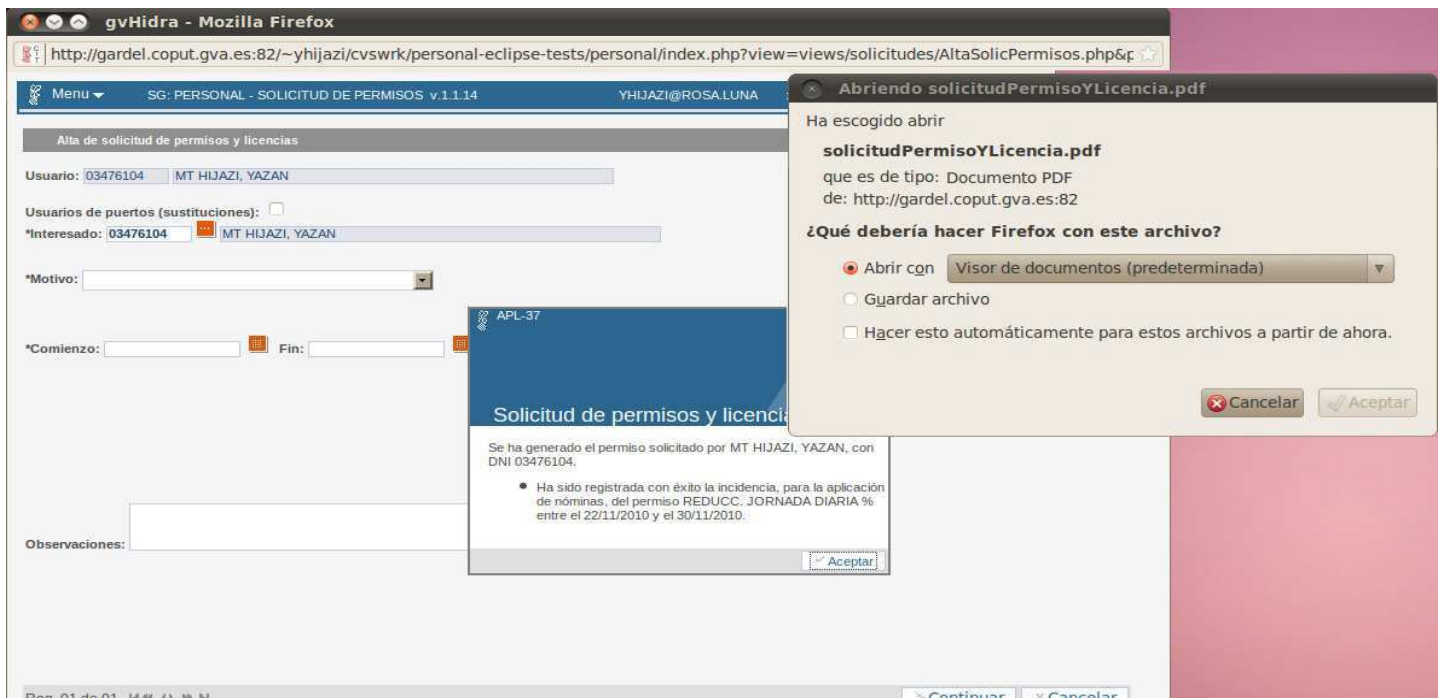 gvHidra - Mozilla Firefox
http://gardel.coput.gva.es:82/~yhijazi/cvswrk/personal-eclipse-tests/personal/index.php?view=views/solicitudes/AltaSolicPermisos.php&p
Menu SG: PERSONAL - SOLICITUD DE PERMISOS v.1.1.14 YHIJAZI@ROSA.LUNA
Alta de solicitud de permisos y licencias
Usuario: 03476104 MT HIJAZI, YAZAN
Usuarios de puertos (sustituciones):
*Interesado: 03476104 MT HIJAZI, YAZAN
*Motivo:
*Comienzo: Fin:
Observaciones:
Reg. 01 de 01
Continuar Cancelar
APL-37
Solicitud de permisos y licenci
Se ha generado el permiso solicitado por MT HIJAZI, YAZAN, con
DNI 03476104.
Ha sido registrada con éxito la incidencia, para la aplicación
de nóminas, del permiso REDUCC. JORNADA DIARIA %
entre el 22/11/2010 y el 30/11/2010.
Aceptar
Abriendo solicitudPermisoYLicencia.pdf
Ha escogido abrir
solicitudPermisoYLicencia.pdf
que es de tipo: Documento PDF
de: http://gardel.coput.gva.es:82
¿Qué debería hacer Firefox con este archivo?
Abrir con Visor de documentos (predeterminada)
Guardar archivo
Hacer esto automáticamente para estos archivos a partir de ahora.
Cancelar Aceptar